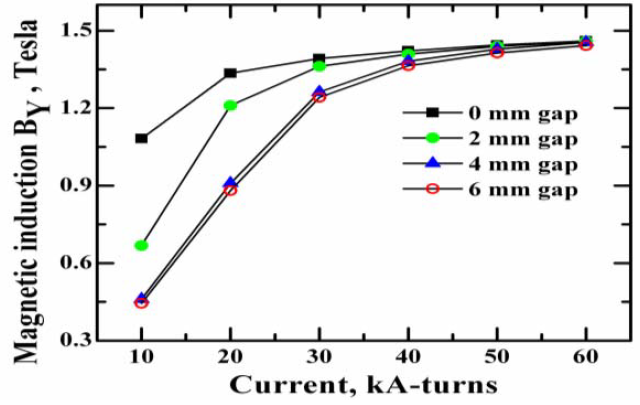 Magnetic induction B_Y , Tesla
1.5
1.2
0.9
0.6
0.3
0 mm gap
2 mm gap
4 mm gap
6 mm gap
10 20 30 40 50 60
Current, kA-turns